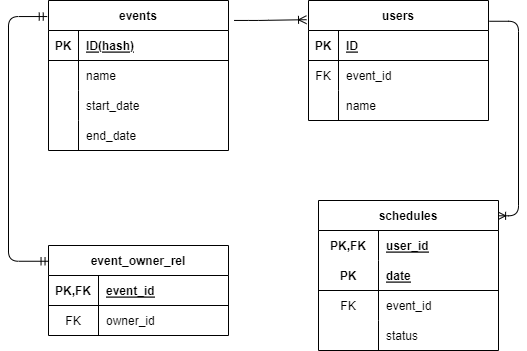 events
PK ID(hash)
name
start_date
end_date
users
PK ID
FK event_id
name
event_owner_rel
PK,FK event_id
FK owner_id
schedules
PK,FK user_id
PK date
FK event_id
status